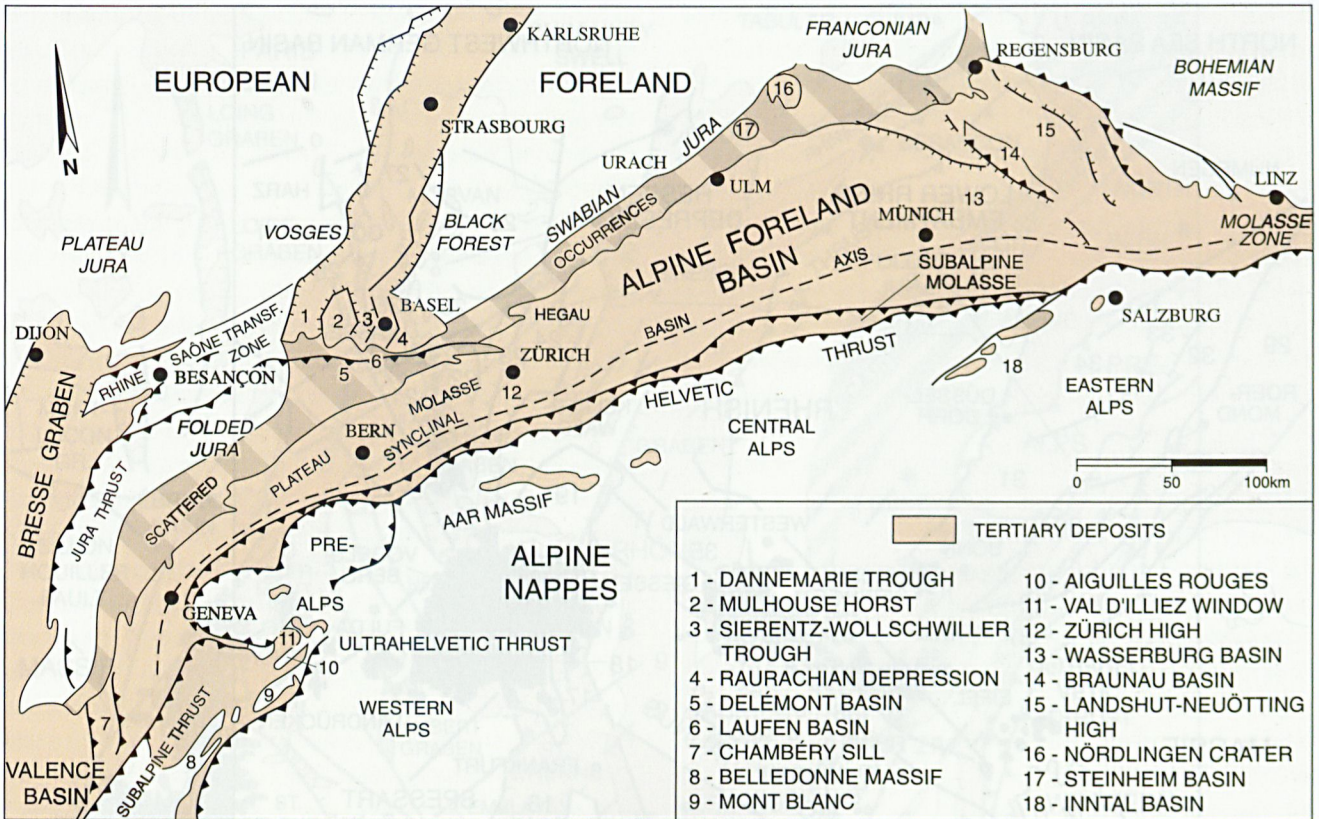 KARLSRUHE
FRANCONIAN
JURA
REGENSBURG
EUROPEAN
FORELAND
BOHEMIAN
MASSIF
N
STRASBOURG
16
17
15
14
13
URACH
JURA
ULM
SWABIAN
OCCURRENCES
LINZ
MOLASSE
ZONE
PLATEAU
JURA
VOSGES
BLACK
FOREST
ALPINE FORELAND
BASIN
MÜNICH
AXIS
SUBALPINE
MOLASSE
BASIN
DIJON
SAÔNE TRANSF.
ZONE
RHINE
BESANÇON
1
2
3
4
5
6
BASEL
HEGAU
ZÜRICH
12
SALZBURG
THRUST
HELVETIC
18
EASTERN
ALPS
CENTRAL
ALPS
BRESSE GRABEN
FOLDED
JURA
JURA THRUST
SCATTERED
PLATEAU
MOLASSE
BERN
SYNCLINAL
AAR MASSIF
PRE-
ALPS
ALPINE
NAPPES
GENEVA
11
ULTRAHELVETIC THRUST
10
9
WESTERN
ALPS
7
8
SUBALPINE THRUST
VALENCE
BASIN
0 50 100km
TERTIARY DEPOSITS
1 - DANNEMARIE TROUGH
2 - MULHOUSE HORST
3 - SIERENTZ-WOLLSCHWILLER
TROUGH
4 - RAURACHIAN DEPRESSION
5 - DELÉMONT BASIN
6 - LAUFEN BASIN
7 - CHAMBÉRY SILL
8 - BELLEDONNE MASSIF
9 - MONT BLANC
10 - AIGUILLES ROUGES
11 - VAL D'ILLIEZ WINDOW
12 - ZÜRICH HIGH
13 - WASSERBURG BASIN
14 - BRAUNAU BASIN
15 - LANDSHUT-NEUÖTTING
HIGH
16 - NÖRDLINGEN CRATER
17 - STEINHEIM BASIN
18 - INNTAL BASIN